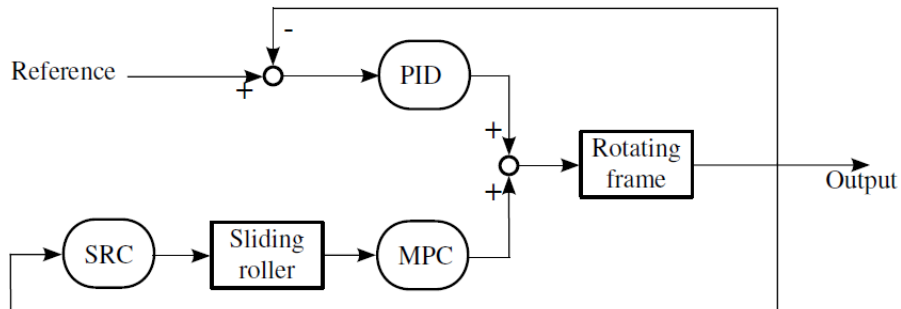 -
Reference
+
PID
+
Rotating
frame
Output
+
SRC
Sliding
roller
MPC